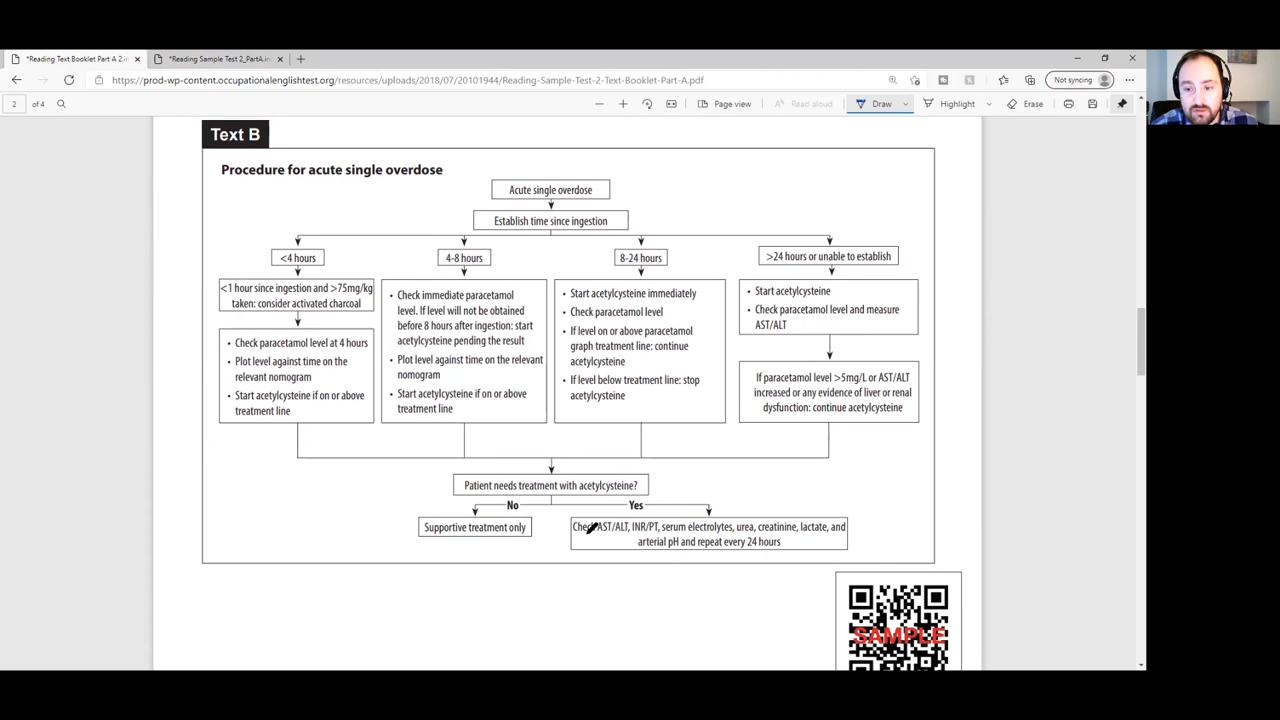 *Reading Text Booklet Part A 2.in
*Reading Sample Test 2_PartA.in
https://prod-wp-content.occupationalenglishtest.org/resources/uploads/2018/07/20101944/Reading-Sample-Test-2-Text-Booklet-Part-A.pdf
Not syncing
2 of 4
Page view
Read aloud
Draw
Highlight
Erase
Text B
Procedure for acute single overdose
Acute single overdose
Establish time since ingestion
<4 hours
<1 hour since ingestion and >75mg/kg
taken: consider activated charcoal
• Check paracetamol level at 4 hours
• Plot level against time on the
relevant nomogram
• Start acetylcysteine if on or above
treatment line
4-8 hours
• Check immediate paracetamol
level. If level will not be obtained
before 8 hours after ingestion: start
acetylcysteine pending the result
• Plot level against time on the relevant
nomogram
• Start acetylcysteine if on or above
treatment line
8-24 hours
• Start acetylcysteine immediately
• Check paracetamol level
• If level on or above paracetamol
graph treatment line: continue
acetylcysteine
• If level below treatment line: stop
acetylcysteine
>24 hours or unable to establish
• Start acetylcysteine
• Check paracetamol level and measure
AST/ALT
If paracetamol level >5mg/L or AST/ALT
increased or any evidence of liver or renal
dysfunction: continue acetylcysteine
Patient needs treatment with acetylcysteine?
No
Yes
Supportive treatment only
Check AST/ALT, INR/PT, serum electrolytes, urea, creatinine, lactate, and
arterial pH and repeat every 24 hours
SAMPLE